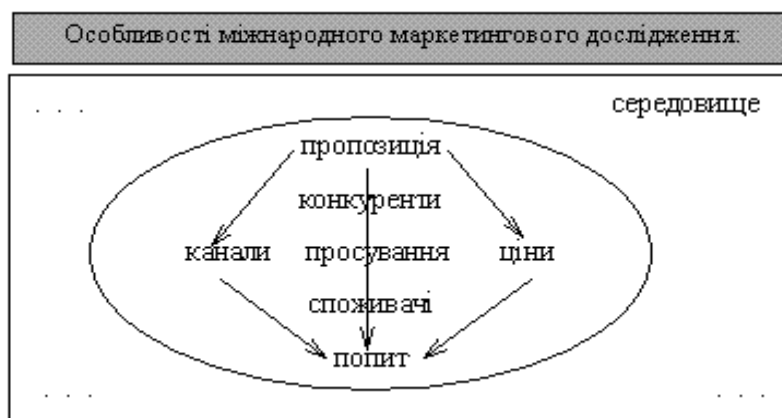 Особливості міжнародного маркетингового дослідження:
. . . середовище
пропозиція
конкуренти
канали просування ціни
споживачі
попит
. . . . . .